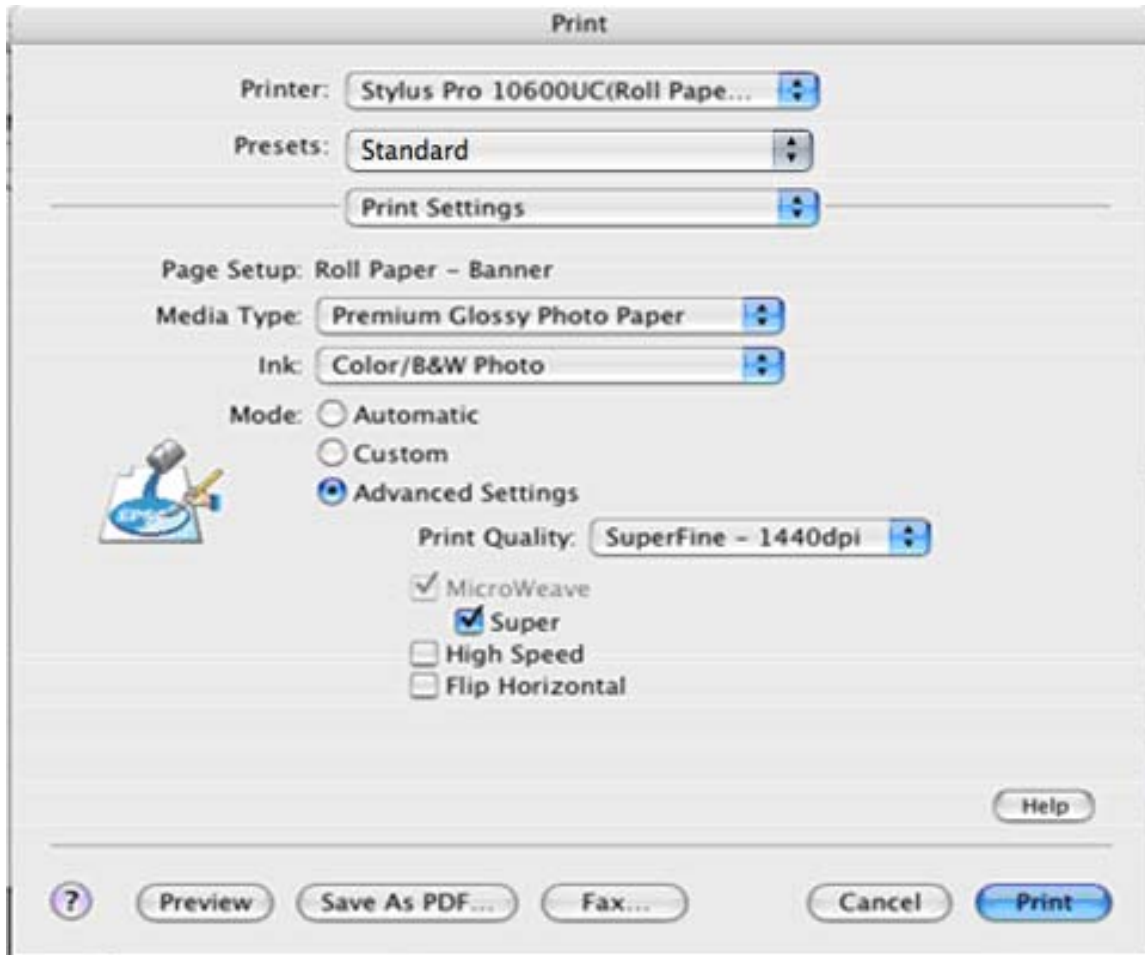 Print
Printer: Stylus Pro 10600UC(Roll Pape...
Presets: Standard
Print Settings
Page Setup: Roll Paper – Banner
Media Type: Premium Glossy Photo Paper
Ink: Color/B&W Photo
Mode: Automatic
Custom
Advanced Settings
Print Quality: SuperFine – 1440dpi
MicroWeave
Super
High Speed
Flip Horizontal
Help
? Preview Save As PDF... Fax... Cancel Print